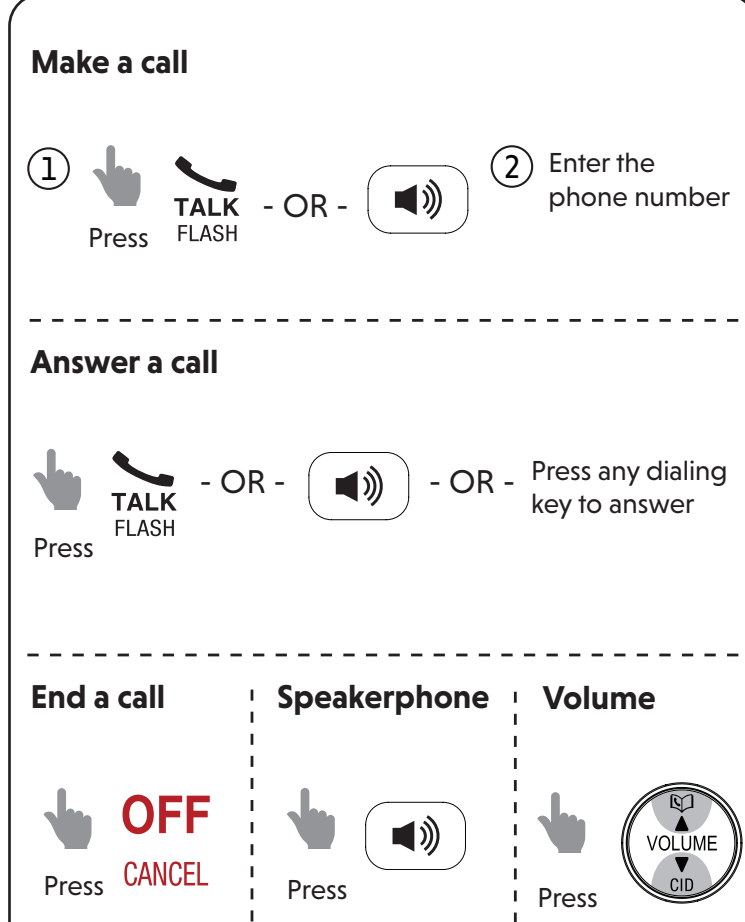 Make a call
1
Press
TALK
FLASH
- OR -
2
Enter the
phone number
Answer a call
Press
TALK
FLASH
- OR -
- OR -
Press any dialing
key to answer
End a call
Press
OFF
CANCEL
Speakerphone
Press
Volume
Press
VOLUME
CID